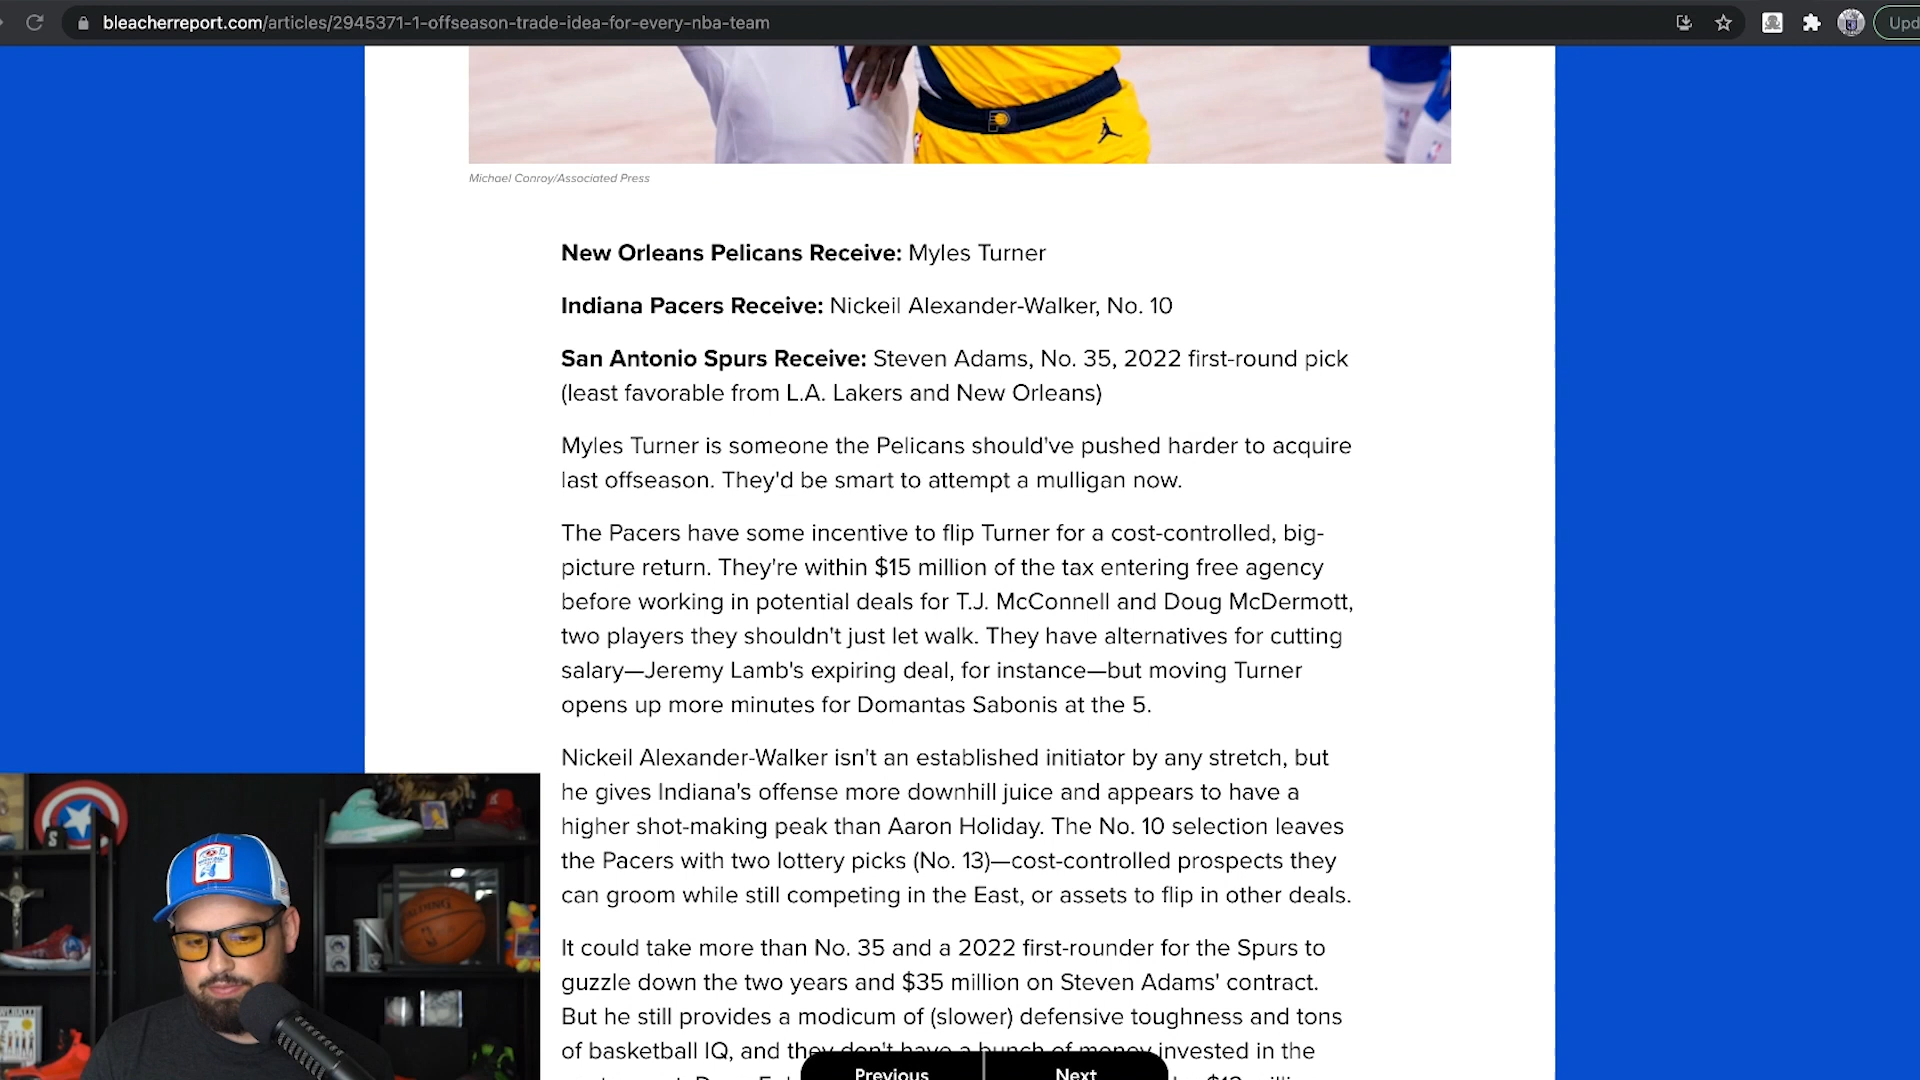 bleacherreport.com/articles/2945371-1-offseason-trade-idea-for-every-nba-team
Upd
Michael Conroy/Associated Press
New Orleans Pelicans Receive: Myles Turner
Indiana Pacers Receive: Nickeil Alexander-Walker, No. 10
San Antonio Spurs Receive: Steven Adams, No. 35, 2022 first-round pick
(least favorable from L.A. Lakers and New Orleans)
Myles Turner is someone the Pelicans should've pushed harder to acquire
last offseason. They'd be smart to attempt a mulligan now.
The Pacers have some incentive to flip Turner for a cost-controlled, big-
picture return. They're within $15 million of the tax entering free agency
before working in potential deals for T.J. McConnell and Doug McDermott,
two players they shouldn't just let walk. They have alternatives for cutting
salary—Jeremy Lamb's expiring deal, for instance—but moving Turner
opens up more minutes for Domantas Sabonis at the 5.
Nickeil Alexander-Walker isn't an established initiator by any stretch, but
he gives Indiana's offense more downhill juice and appears to have a
higher shot-making peak than Aaron Holiday. The No. 10 selection leaves
the Pacers with two lottery picks (No. 13)—cost-controlled prospects they
can groom while still competing in the East, or assets to flip in other deals.
It could take more than No. 35 and a 2022 first-rounder for the Spurs to
guzzle down the two years and $35 million on Steven Adams' contract.
But he still provides a modicum of (slower) defensive toughness and tons
of basketball IQ, and they don't have a bunch of money invested in the
Previous
Next
SPALDING